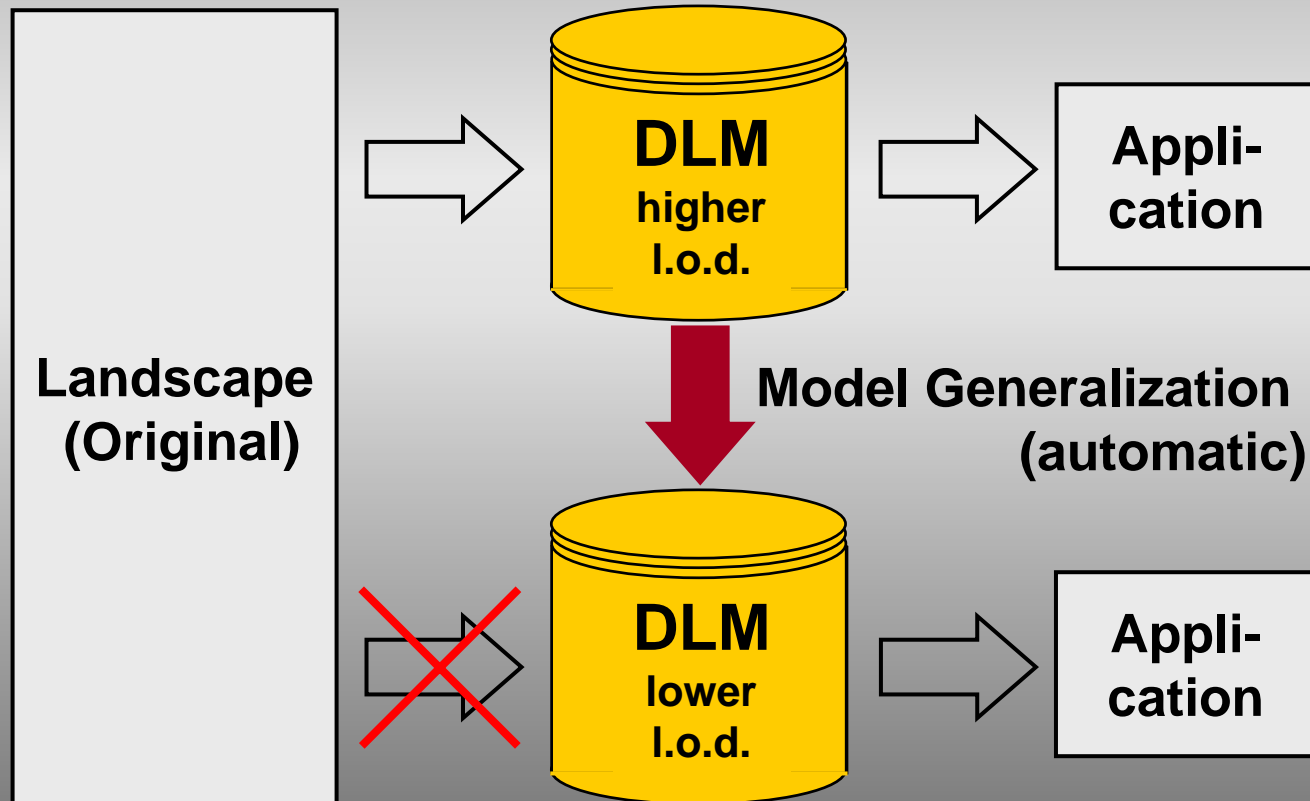 Landscape
(Original)
DLM
higher
l.o.d.
Appli-
cation
Model Generalization
(automatic)
DLM
lower
l.o.d.
Appli-
cation